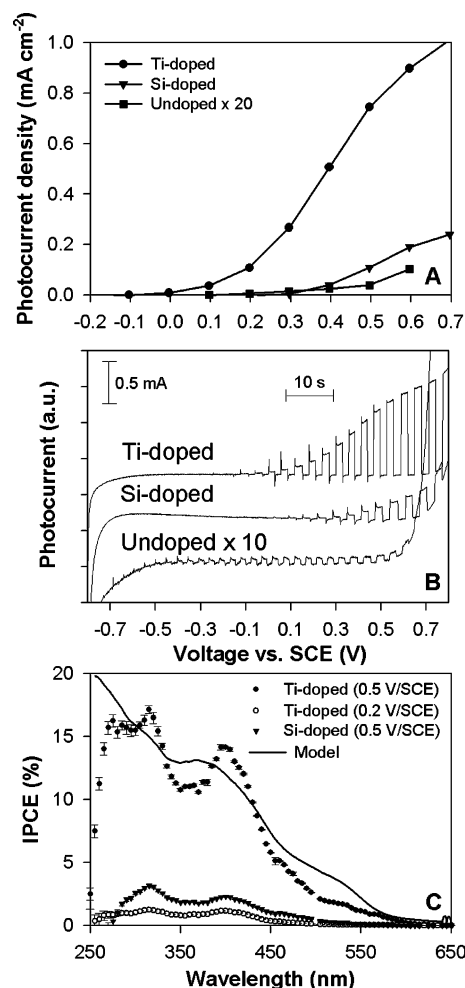 Photocurrent density (mA cm-2)
1.0
0.8
0.6
0.4
0.2
0.0
Ti-doped
Si-doped
Undoped x 20
A
-0.2 -0.1 0.0 0.1 0.2 0.3 0.4 0.5 0.6 0.7
Photocurrent (a.u.)
0.5 mA
10 s
Ti-doped
Si-doped
Undoped x 10
B
-0.7 -0.5 -0.3 -0.1 0.1 0.3 0.5 0.7
Voltage vs. SCE (V)
IPCE (%)
20
15
10
5
0
Ti-doped (0.5 V/SCE)
Ti-doped (0.2 V/SCE)
Si-doped (0.5 V/SCE)
Model
C
250 350 450 550 650
Wavelength (nm)